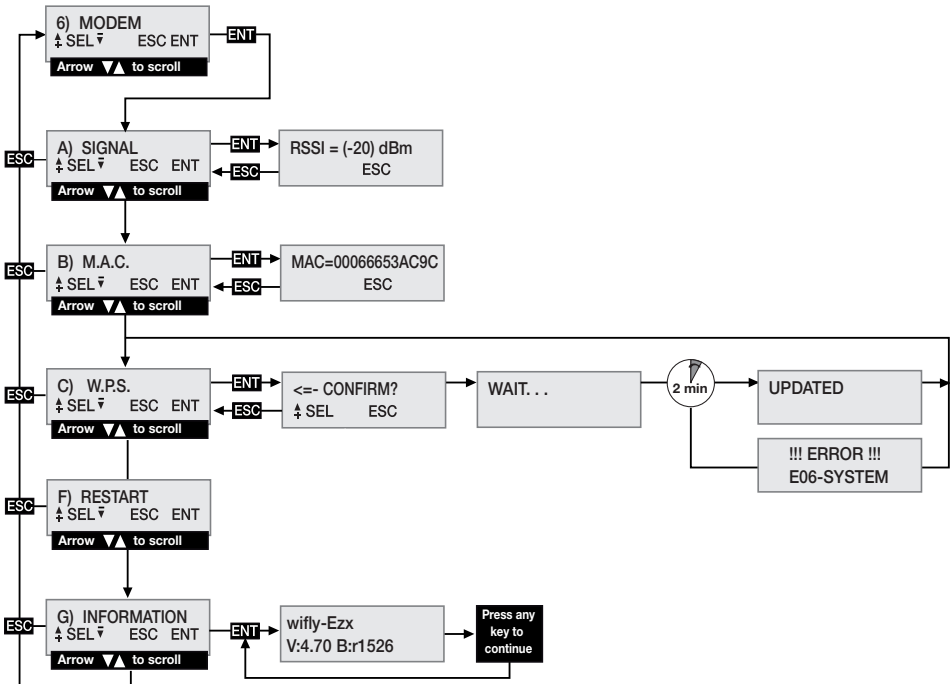 6) MODEM
SEL ESC ENT
Arrow ▼▲ to scroll
ENT
A) SIGNAL
SEL ESC ENT
Arrow ▼▲ to scroll
ESC
ENT
ESC
RSSI = (-20) dBm
ESC
B) M.A.C.
SEL ESC ENT
Arrow ▼▲ to scroll
ESC
ENT
ESC
MAC=00066653AC9C
ESC
C) W.P.S.
SEL ESC ENT
Arrow ▼▲ to scroll
ESC
ENT
ESC
<=- CONFIRM?
SEL ESC
WAIT. . .
2 min
UPDATED
!!! ERROR !!!
E06-SYSTEM
F) RESTART
SEL ESC ENT
Arrow ▼▲ to scroll
ESC
G) INFORMATION
SEL ESC ENT
Arrow ▼▲ to scroll
ESC
ENT
wifly-Ezx
V:4.70 B:r1526
Press any
key to
continue